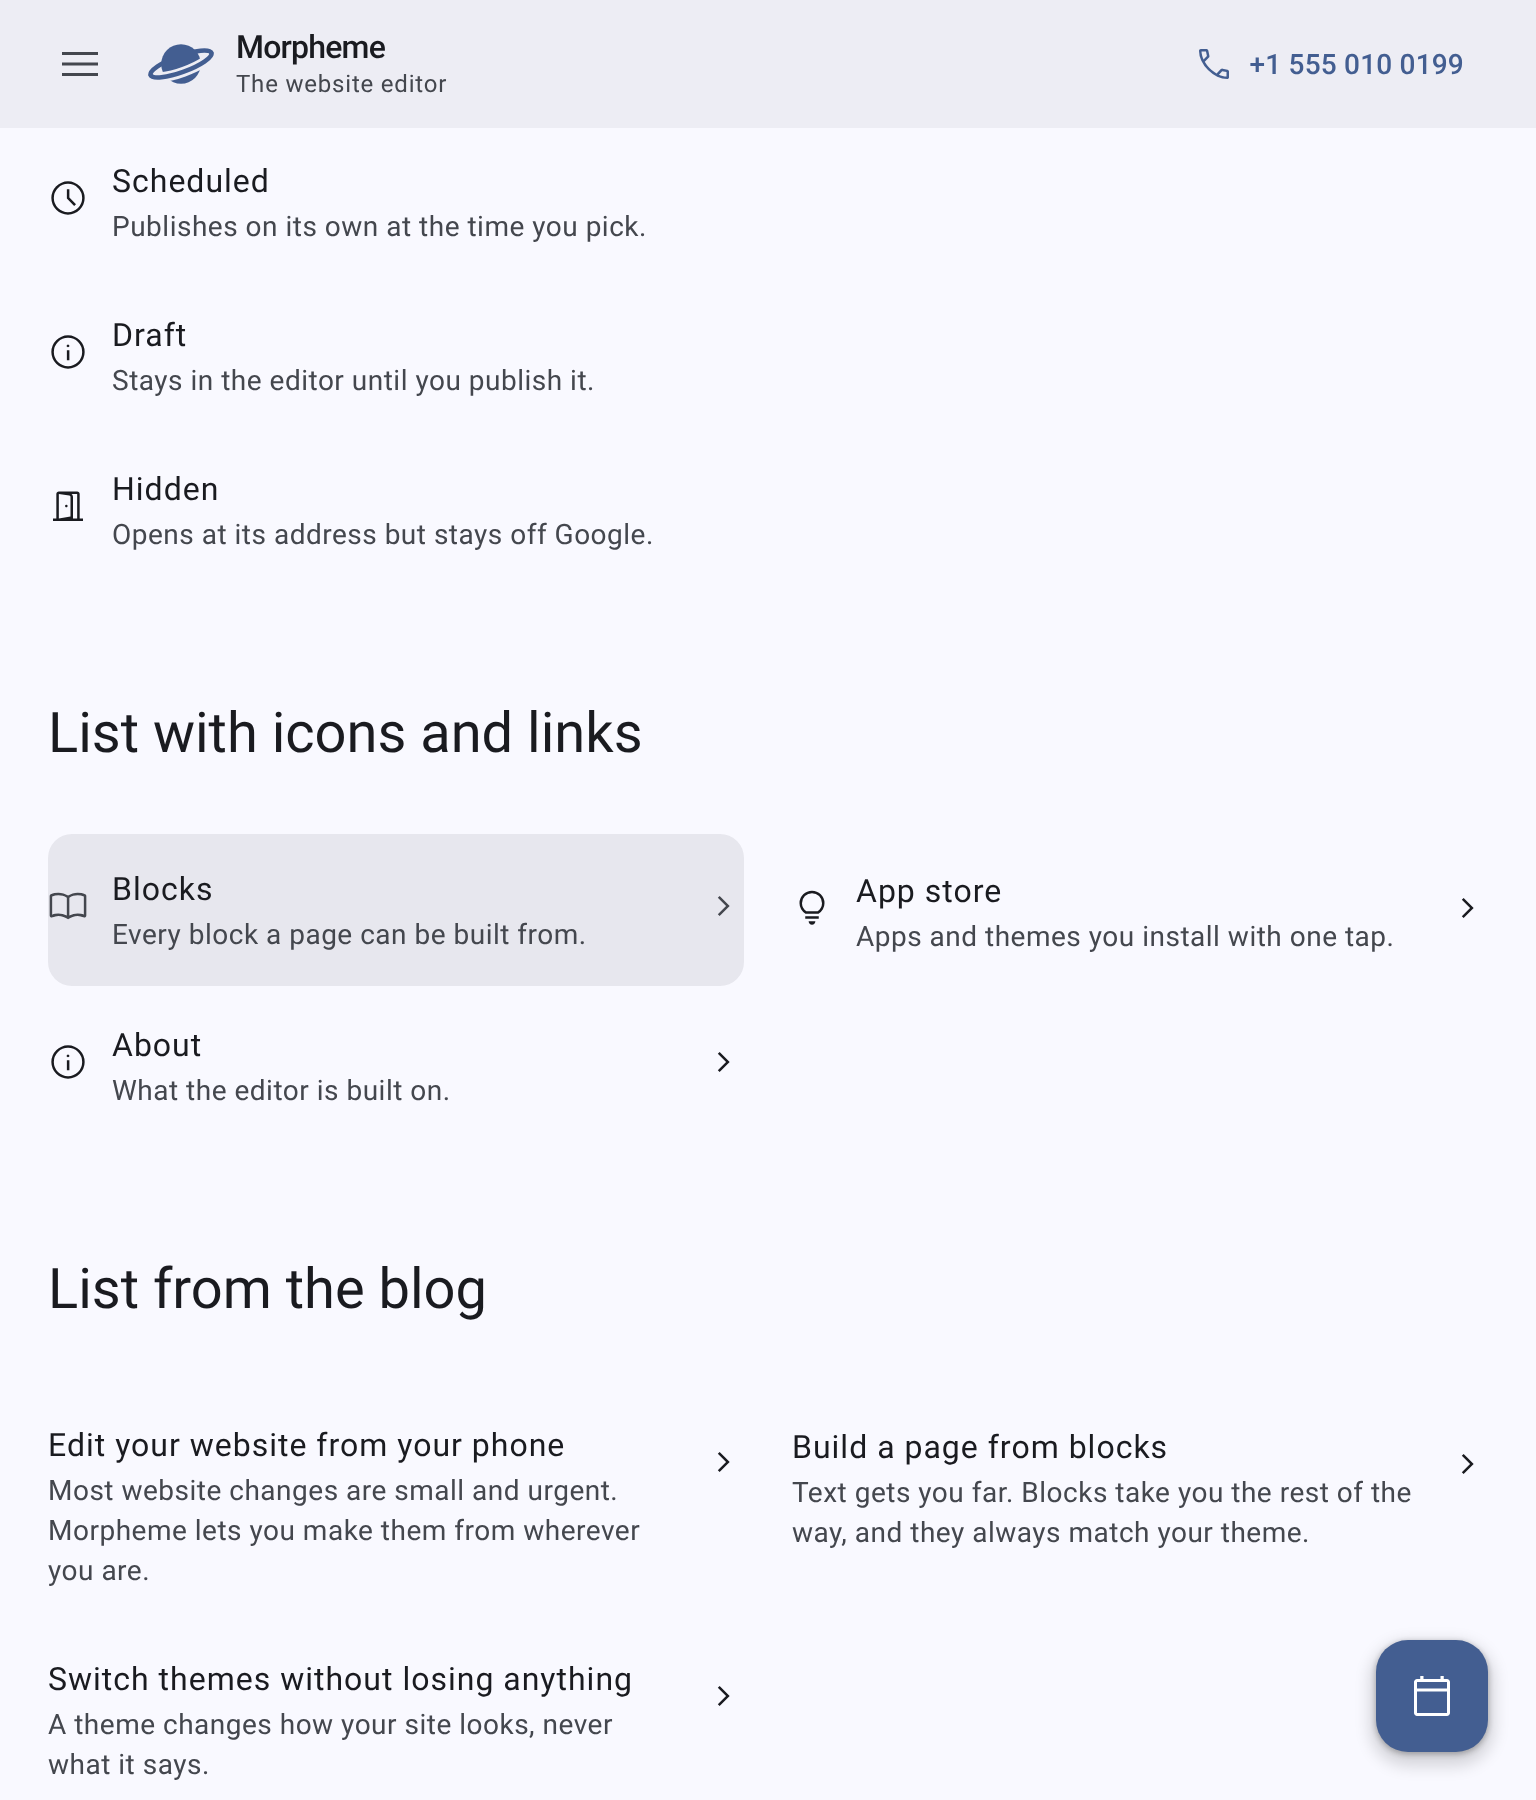 Morpheme
The website editor
+1 555 010 0199
Scheduled
Publishes on its own at the time you pick.
Draft
Stays in the editor until you publish it.
Hidden
Opens at its address but stays off Google.
List with icons and links
Blocks
Every block a page can be built from.
App store
Apps and themes you install with one tap.
About
What the editor is built on.
List from the blog
Edit your website from your phone
Most website changes are small and urgent.
Morpheme lets you make them from wherever
you are.
Build a page from blocks
Text gets you far. Blocks take you the rest of the
way, and they always match your theme.
Switch themes without losing anything
A theme changes how your site looks, never
what it says.